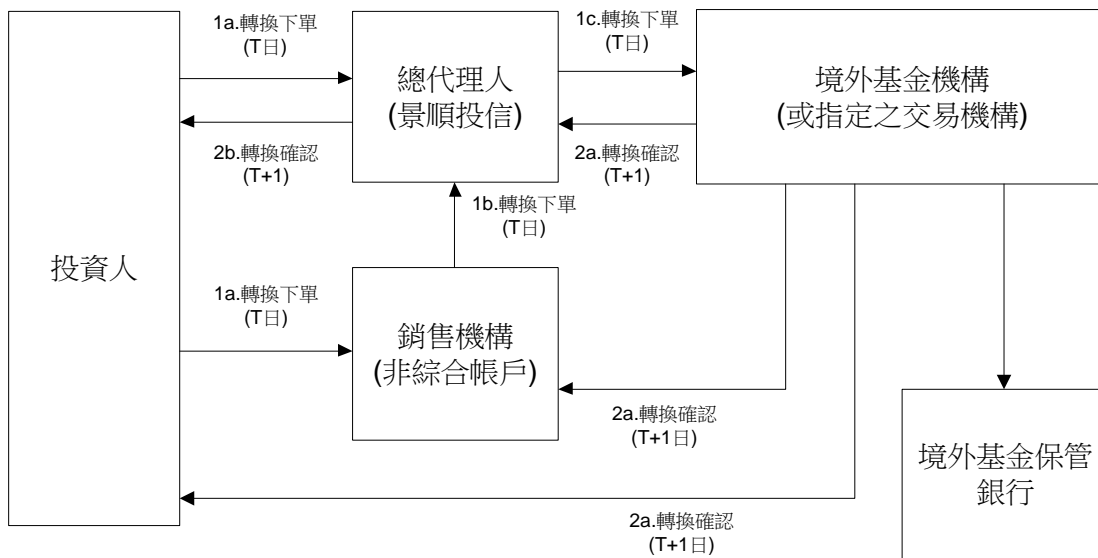 1a.轉換下單
(T日)
1c.轉換下單
(T日)
總代理人
(景順投信)
境外基金機構
(或指定之交易機構)
2b.轉換確認
(T+1)
2a.轉換確認
(T+1)
1b.轉換下單
(T日)
投資人
1a.轉換下單
(T日)
銷售機構
(非綜合帳戶)
2a.轉換確認
(T+1日)
境外基金保管
銀行
2a.轉換確認
(T+1日)